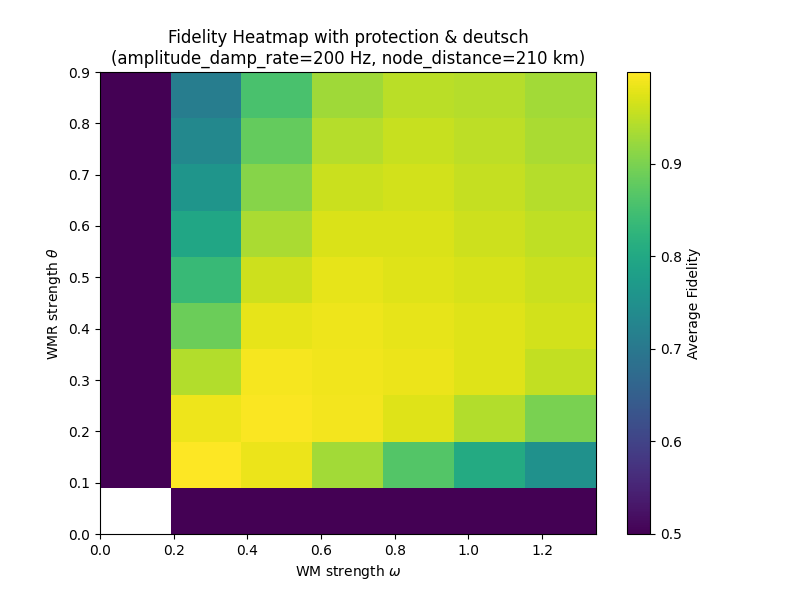 Fidelity Heatmap with protection & deutsch
(amplitude_damp_rate=200 Hz, node_distance=210 km)
0.9
0.8
0.7
0.6
0.5
0.4
0.3
0.2
0.1
0.0
WMR strength θ
0.0 0.2 0.4 0.6 0.8 1.0 1.2
WM strength ω
0.9
0.8
0.7
0.6
0.5
Average Fidelity